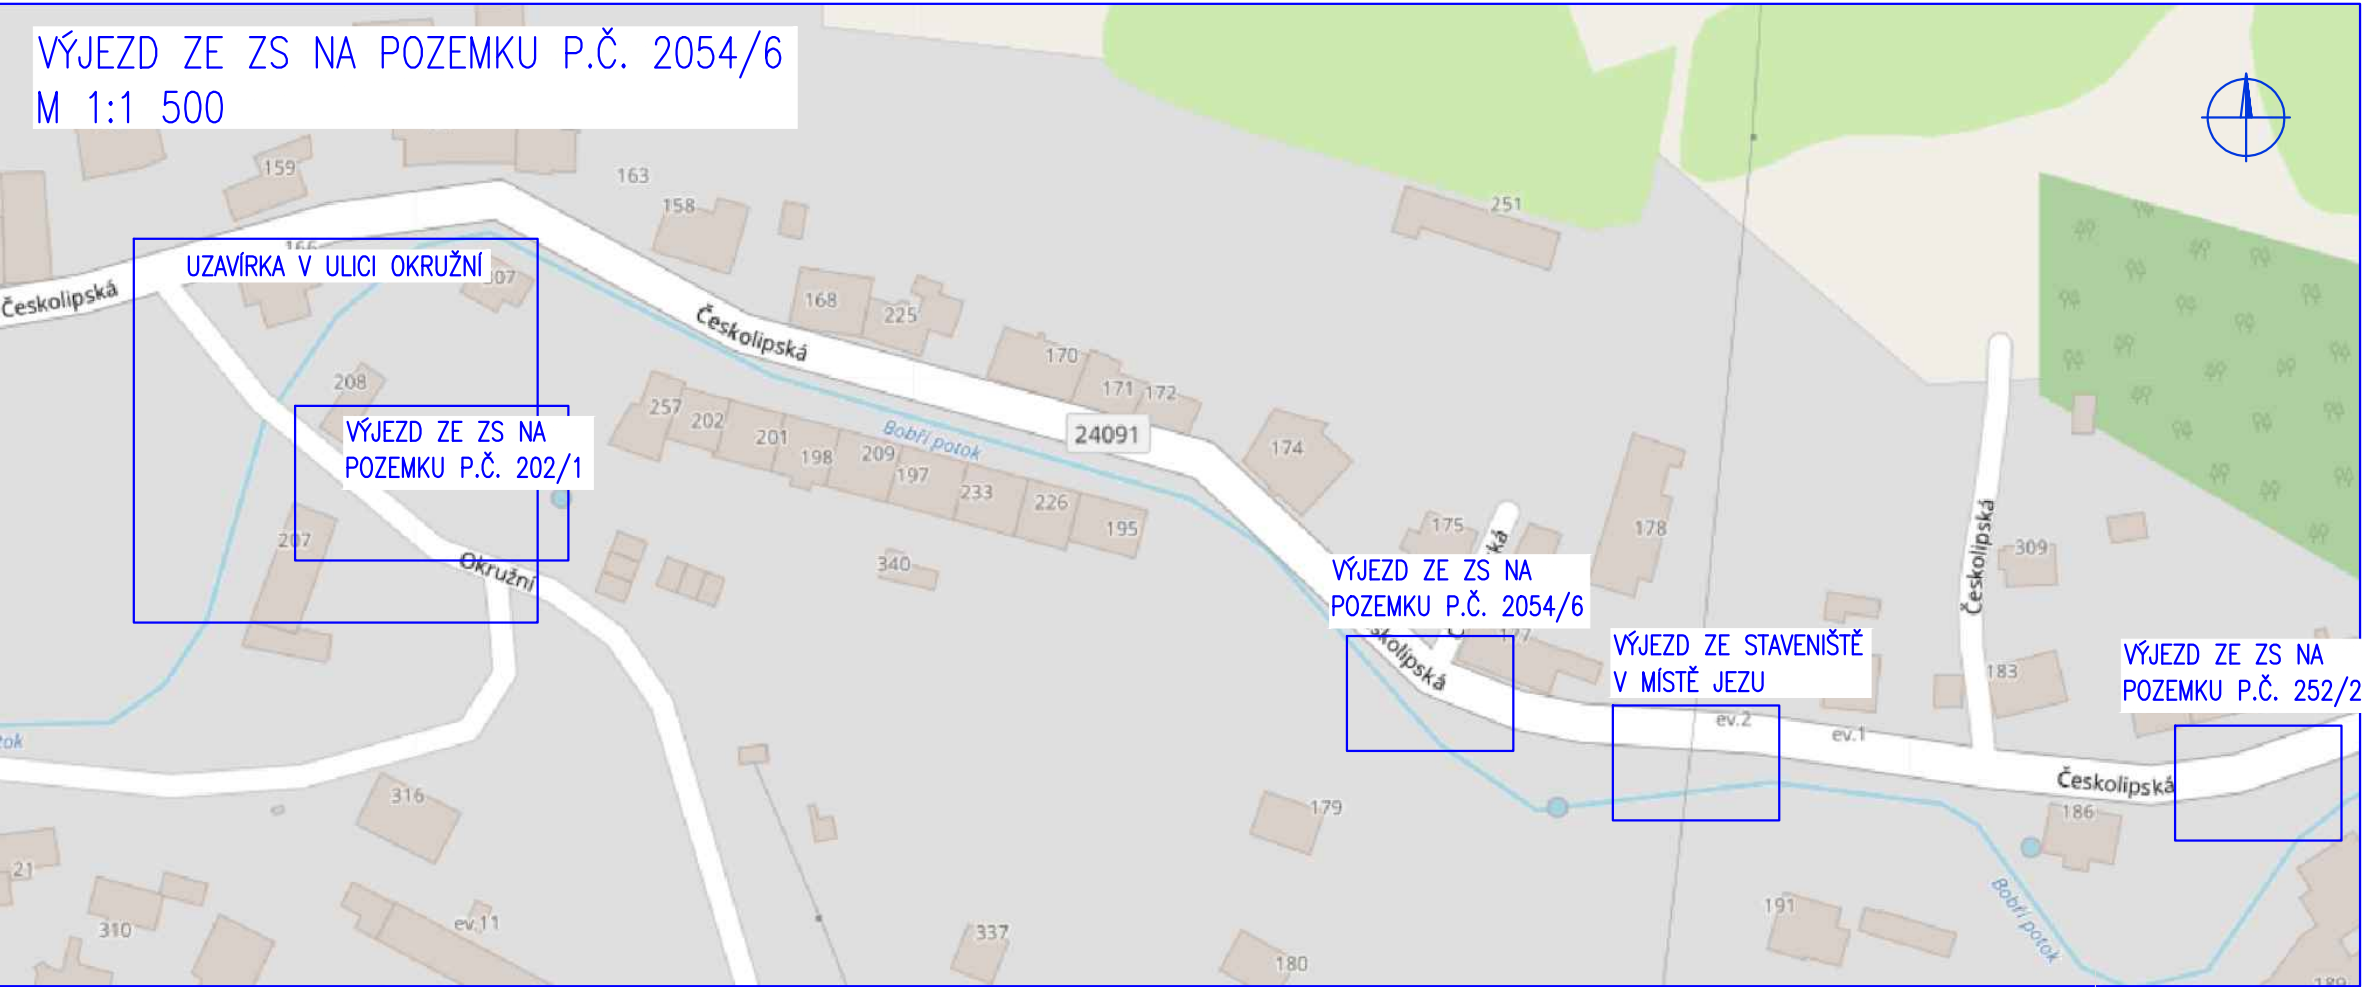 VÝJEZD ZE ZS NA POZEMKU P.Č. 2054/6
M 1:1 500
159
163
158
251
166
UZAVÍRKA V ULICI OKRUŽNÍ
307
Českolipská
168
225
Českolipská
170
171
172
208
257
202
201
198
209
197
233
226
195
Bobří potok
24091
174
VÝJEZD ZE ZS NA
POZEMKU P.Č. 202/1
207
Okružní
340
175
178
Českolipská
309
VÝJEZD ZE ZS NA
POZEMKU P.Č. 2054/6
VÝJEZD ZE STAVENIŠTĚ
V MÍSTĚ JEZU
183
VÝJEZD ZE ZS NA
POZEMKU P.Č. 252/2
ev.2
ev.1
Českolipská
186
316
179
21
310
ev.11
337
180
191
Bobří potok